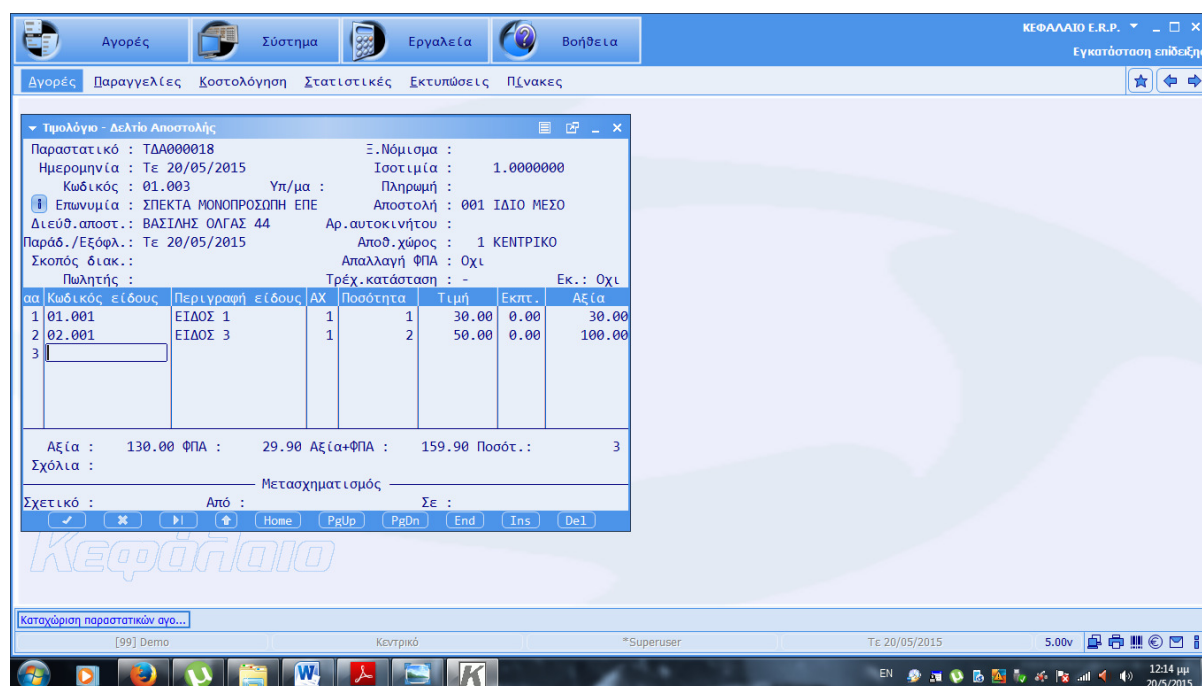 Αγορές Σύστημα Εργαλεία Βοήθεια
ΚΕΦΑΛΑΙΟ E.R.P.
Εγκατάσταση επίδειξης
Αγορές Παραγγελίες Κοστολόγηση Στατιστικές Εκτυπώσεις Πίνακες
Τιμολόγιο - Δελτίο Αποστολής
Παραστατικό : ΤΔΑ000018 Ξ.Νόμισμα :
Ημερομηνία : Τε 20/05/2015 Ισοτιμία : 1.0000000
Κωδικός : 01.003 Υπ/μα : Πληρωμή :
Επωνυμία : ΣΠΕΚΤΑ ΜΟΝΟΠΡΟΣΩΠΗ ΕΠΕ Αποστολή : 001 ΙΔΙΟ ΜΕΣΟ
Διεύθ.αποστ.: ΒΑΣΙΛΗΣ ΟΛΓΑΣ 44 Αρ.αυτοκινήτου :
Παράδ./Εξόφλ.: Τε 20/05/2015 Αποθ.χώρος : 1 ΚΕΝΤΡΙΚΟ
Σκοπός διακ.: Απαλλαγή ΦΠΑ : Οχι
Πωλητής : Τρέχ.κατάσταση : - Εκ.: Οχι
αα Κωδικός είδους Περιγραφή είδους ΑΧ Ποσότητα Τιμή Εκπτ. Αξία
1 01.001 ΕΙΔΟΣ 1 1 1 30.00 0.00 30.00
2 02.001 ΕΙΔΟΣ 3 1 2 50.00 0.00 100.00
3
Αξία : 130.00 ΦΠΑ : 29.90 Αξία+ΦΠΑ : 159.90 Ποσότ.: 3
Σχόλια :
Μετασχηματισμός
Σχετικό : Από : Σε :
Home PgUp PgDn End Ins Del
Κεφάλαιο
Καταχώριση παραστατικών αγο...
[99] Demo Κεντρικό *Superuser Τε 20/05/2015 5.00v
EN 12:14 μμ
20/5/2015